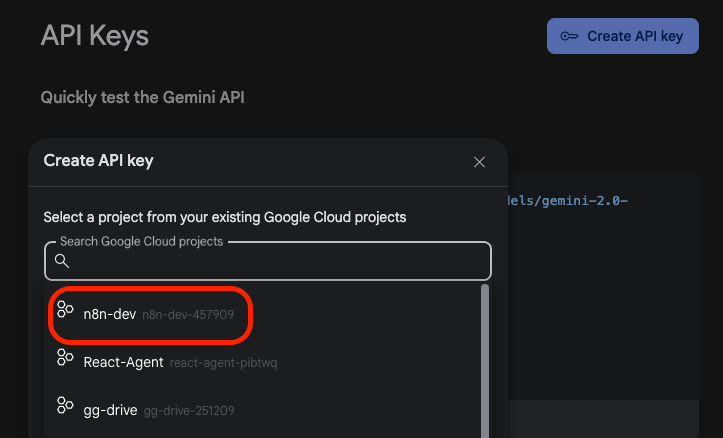 API Keys
Create API key
Quickly test the Gemini API
Create API key
dels/gemini-2.0-
Select a project from your existing Google Cloud projects
Search Google Cloud projects
n8n-dev n8n-dev-457909
React-Agent react-agent-pibtwq
gg-drive gg-drive-251209